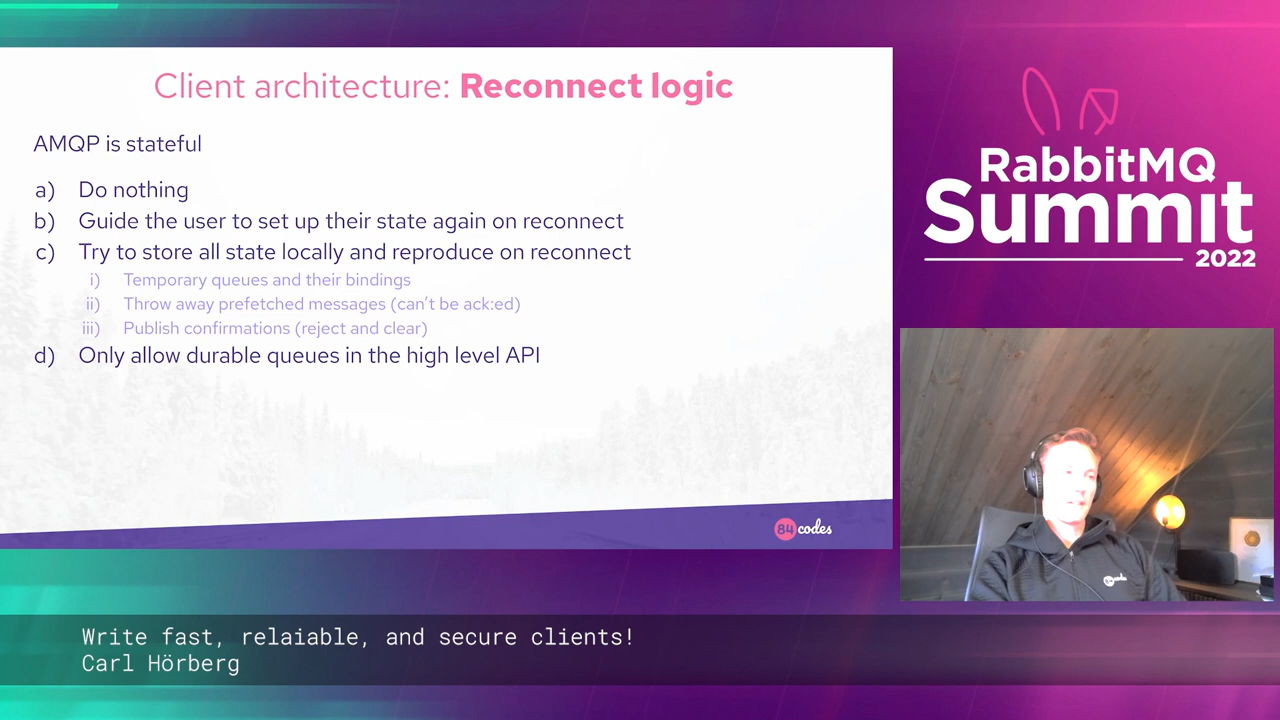 Client architecture: Reconnect logic
AMQP is stateful
a) Do nothing
b) Guide the user to set up their state again on reconnect
c) Try to store all state locally and reproduce on reconnect
i) Temporary queues and their bindings
ii) Throw away prefetched messages (can't be ack:ed)
iii) Publish confirmations (reject and clear)
d) Only allow durable queues in the high level API
84 codes
RabbitMQ
Summit
2022
84codes
Write fast, relaiable, and secure clients!
Carl Hörberg